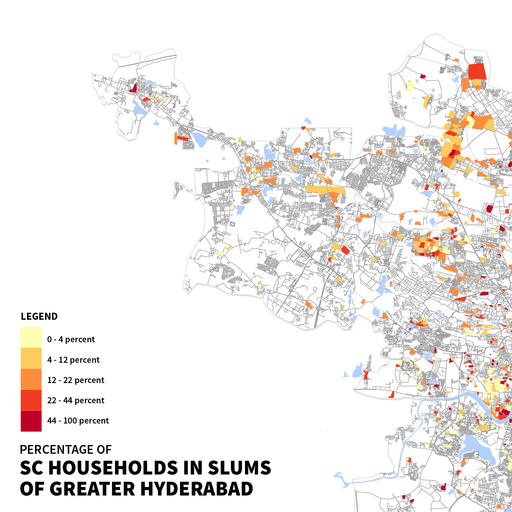 LEGEND
0 - 4 percent
4 - 12 percent
12 - 22 percent
22 - 44 percent
44 - 100 percent
PERCENTAGE OF
SC HOUSEHOLDS IN SLUMS
OF GREATER HYDERABAD